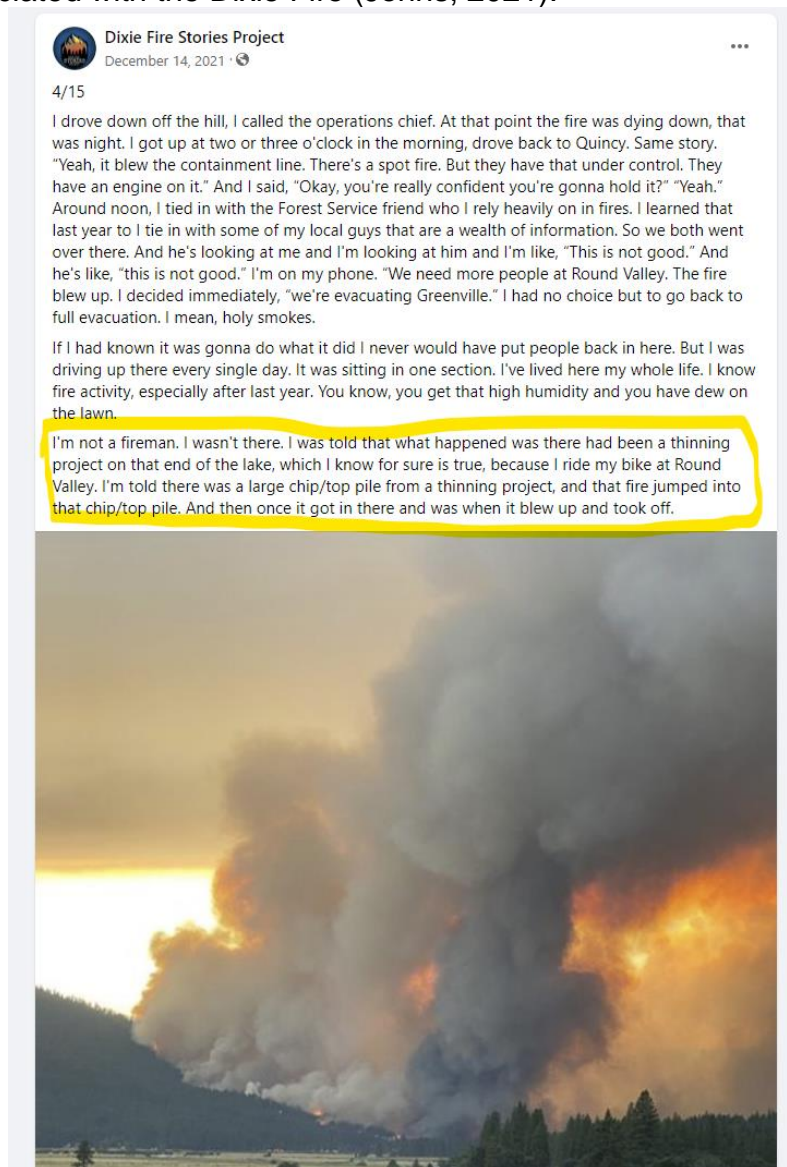 Dixie Fire Stories Project
December 14, 2021 ·
4/15
I drove down off the hill, I called the operations chief. At that point the fire was dying down, that
was night. I got up at two or three o'clock in the morning, drove back to Quincy. Same story.
"Yeah, it blew the containment line. There's a spot fire. But they have that under control. They
have an engine on it." And I said, "Okay, you're really confident you're gonna hold it?" "Yeah."
Around noon, I tied in with the Forest Service friend who I rely heavily on in fires. I learned that
last year to I tie in with some of my local guys that are a wealth of information. So we both went
over there. And he's looking at me and I'm looking at him and I'm like, "This is not good." And
he's like, "this is not good." I'm on my phone. "We need more people at Round Valley. The fire
blew up. I decided immediately, "we're evacuating Greenville." I had no choice but to go back to
full evacuation. I mean, holy smokes.
If I had known it was gonna do what it did I never would have put people back in here. But I was
driving up there every single day. It was sitting in one section. I've lived here my whole life. I know
fire activity, especially after last year. You know, you get that high humidity and you have dew on
the lawn.
I'm not a fireman. I wasn't there. I was told that what happened was there had been a thinning
project on that end of the lake, which I know for sure is true, because I ride my bike at Round
Valley. I'm told there was a large chip/top pile from a thinning project, and that fire jumped into
that chip/top pile. And then once it got in there and was when it blew up and took off.